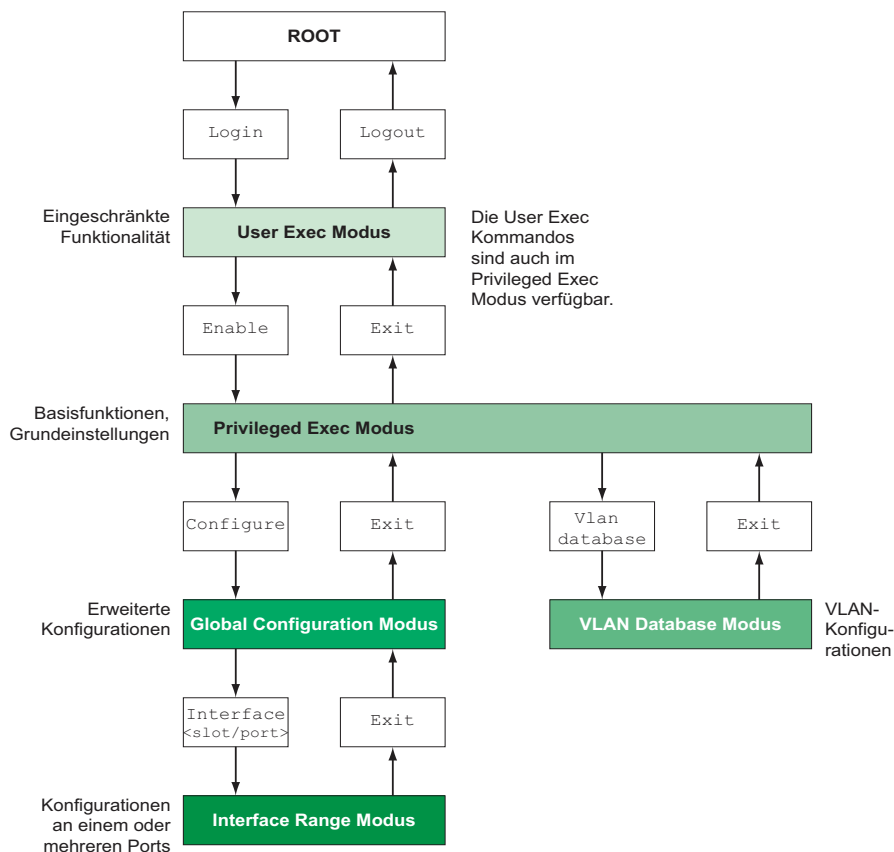 ROOT
Login
Logout
Eingeschränkte
Funktionalität
User Exec Modus
Die User Exec
Kommandos
sind auch im
Privileged Exec
Modus verfügbar.
Enable
Exit
Basisfunktionen,
Grundeinstellungen
Privileged Exec Modus
Configure
Exit
Vlan
database
Exit
Erweiterte
Konfigurationen
Global Configuration Modus
VLAN Database Modus
VLAN-
Konfigu-
rationen
Interface
<slot/port>
Exit
Konfigurationen
an einem oder
mehreren Ports
Interface Range Modus